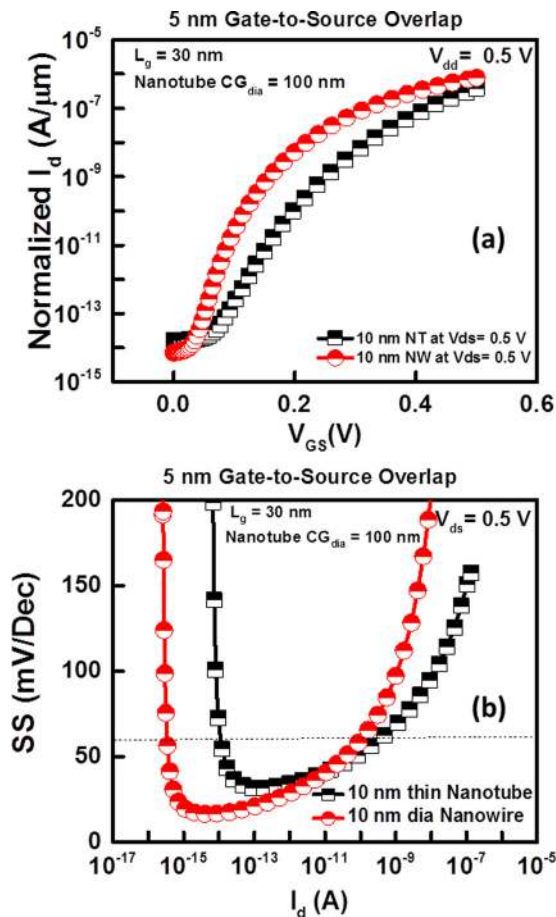 5 nm Gate-to-Source Overlap
10^-5
10^-7
10^-9
10^-11
10^-13
10^-15
Normalized I_d (A/μm)
L_g = 30 nm
V_dd = 0.5 V
Nanotube CG_dia = 100 nm
(a)
10 nm NT at Vds= 0.5 V
10 nm NW at Vds= 0.5 V
0.0 0.2 0.4 0.6
V_GS(V)
5 nm Gate-to-Source Overlap
200
150
100
50
0
SS (mV/Dec)
L_g = 30 nm
V_ds = 0.5 V
Nanotube CG_dia = 100 nm
(b)
10 nm thin Nanotube
10 nm dia Nanowire
10^-17 10^-15 10^-13 10^-11 10^-9 10^-7 10^-5
I_d (A)